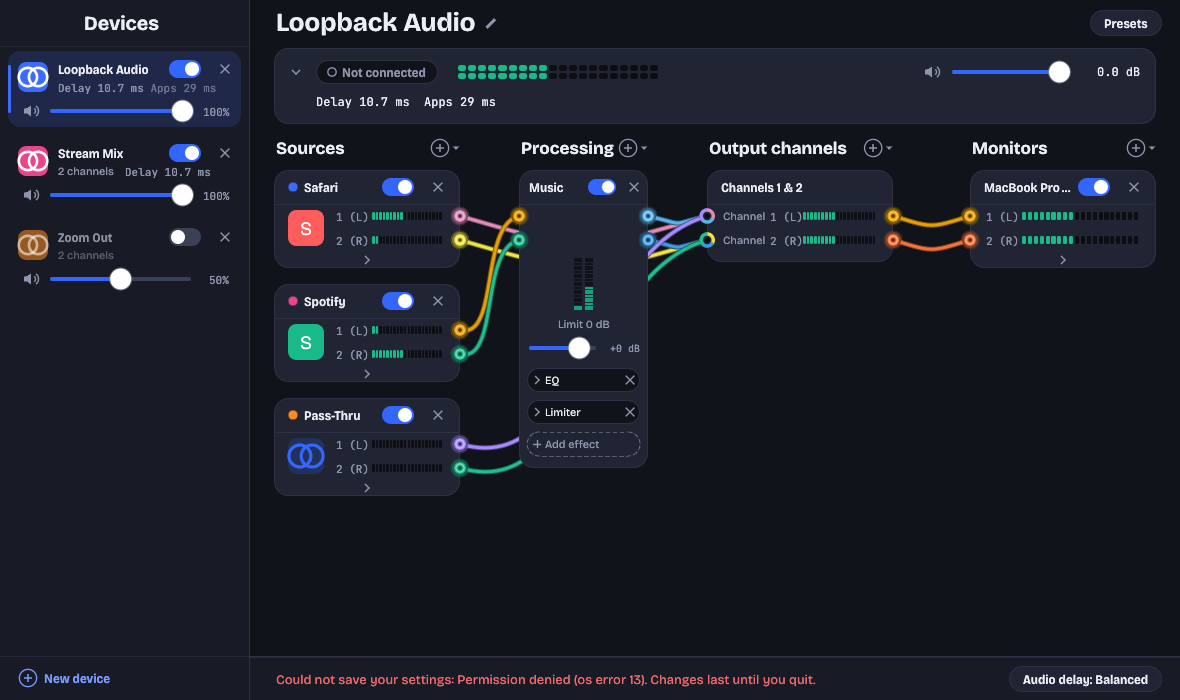 Devices
Loopback Audio
Delay 10.7 ms Apps 29 ms
100%
Stream Mix
2 channels Delay 10.7 ms
100%
Zoom Out
2 channels
50%
New device
Loopback Audio
Presets
Not connected
0.0 dB
Delay 10.7 ms Apps 29 ms
Sources
Processing
Output channels
Monitors
Safari
S
1 (L)
2 (R)
Spotify
S
1 (L)
2 (R)
Pass-Thru
1 (L)
2 (R)
Music
Limit 0 dB
+0 dB
EQ
Limiter
+ Add effect
Channels 1 & 2
Channel 1 (L)
Channel 2 (R)
MacBook Pro...
1 (L)
2 (R)
Could not save your settings: Permission denied (os error 13). Changes last until you quit.
Audio delay: Balanced